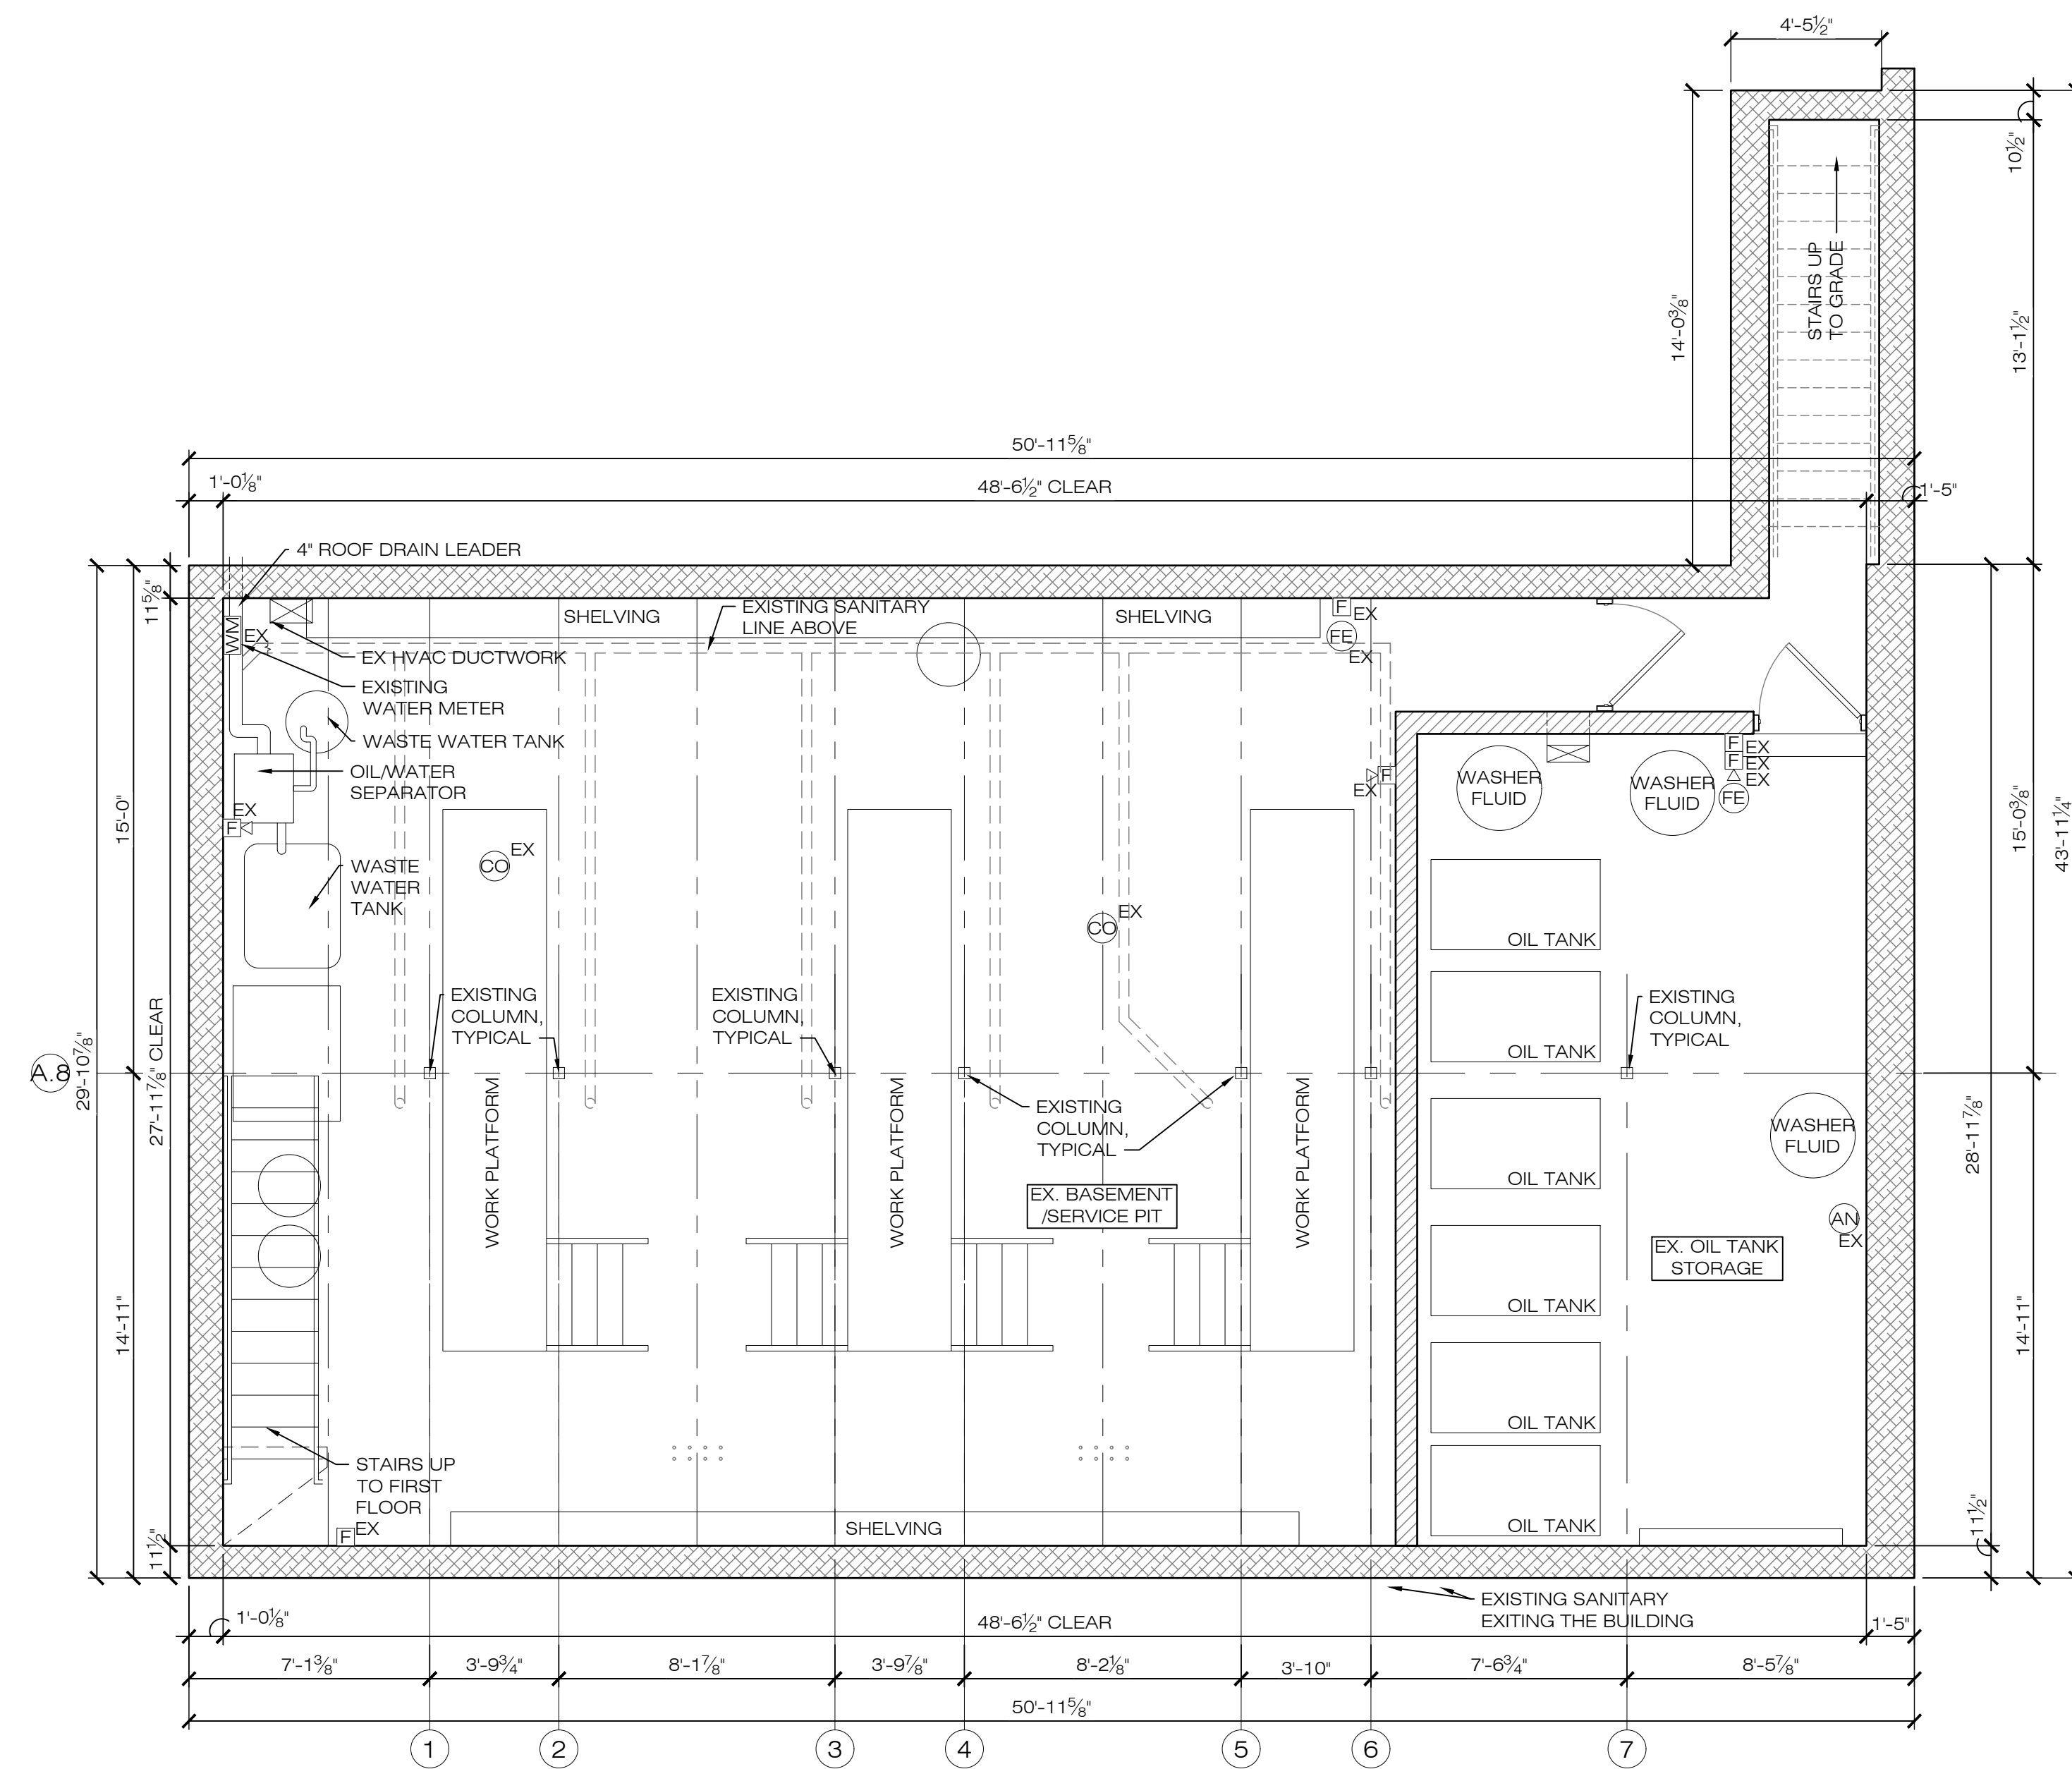 4'-5½"
10½"
14'-0⅜"
STAIRS UP
TO GRADE
13'-1½"
50'-11⅝"
1'-0⅛"
48'-6½" CLEAR
1'-5"
4" ROOF DRAIN LEADER
11⅝"
SHELVING
EXISTING SANITARY
LINE ABOVE
SHELVING
F
EX
FE
EX
WM
EX
EX HVAC DUCTWORK
EXISTING
WATER METER
WASTE WATER TANK
OIL/WATER
SEPARATOR
EX
F
WASTE
WATER
TANK
CO
EX
CO
EX
F
EX
WASHER
FLUID
WASHER
FLUID
F
EX
F
EX
EX
FE
15'-0"
15'-0⅜"
43'-11¼"
OIL TANK
OIL TANK
OIL TANK
OIL TANK
OIL TANK
OIL TANK
A.8
29'-10⅞"
27'-11⅞" CLEAR
EXISTING
COLUMN,
TYPICAL
EXISTING
COLUMN,
TYPICAL
EXISTING
COLUMN,
TYPICAL
EXISTING
COLUMN,
TYPICAL
WORK PLATFORM
WORK PLATFORM
WORK PLATFORM
EX. BASEMENT
/SERVICE PIT
WASHER
FLUID
AN
EX
EX. OIL TANK
STORAGE
28'-11⅞"
14'-11"
14'-11"
STAIRS UP
TO FIRST
FLOOR
F
EX
SHELVING
11½"
11½"
EXISTING SANITARY
EXITING THE BUILDING
1'-0⅛"
48'-6½" CLEAR
1'-5"
7'-1⅜"
3'-9¾"
8'-1⅞"
3'-9⅞"
8'-2⅛"
3'-10"
7'-6¾"
8'-5⅞"
50'-11⅝"
1
2
3
4
5
6
7